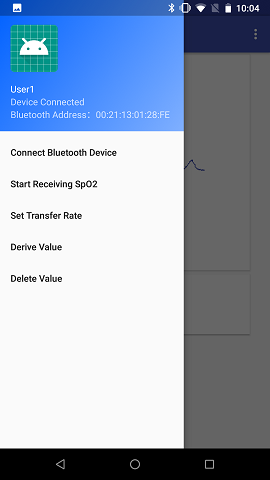 10:04
User1
Device Connected
Bluetooth Address: 00:21:13:01:28:FE
Connect Bluetooth Device
Start Receiving SpO2
Set Transfer Rate
Derive Value
Delete Value